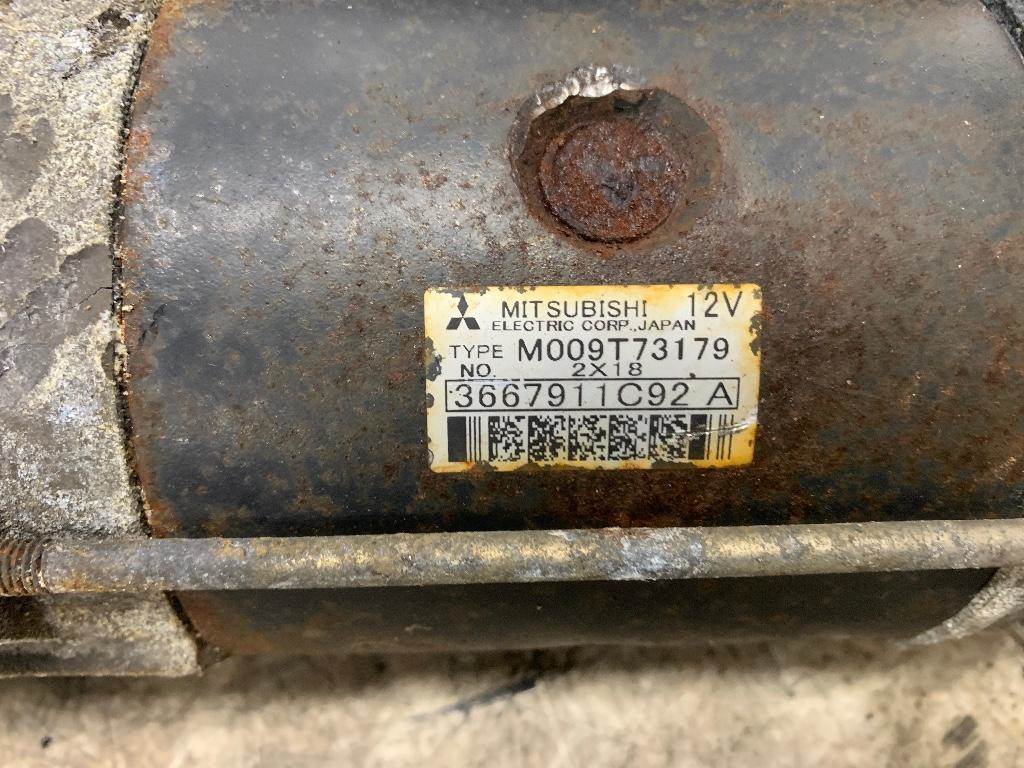 MITSUBISHI 12V
ELECTRIC CORP., JAPAN
TYPE M009T73179
NO. 2X18
3667911C92 A